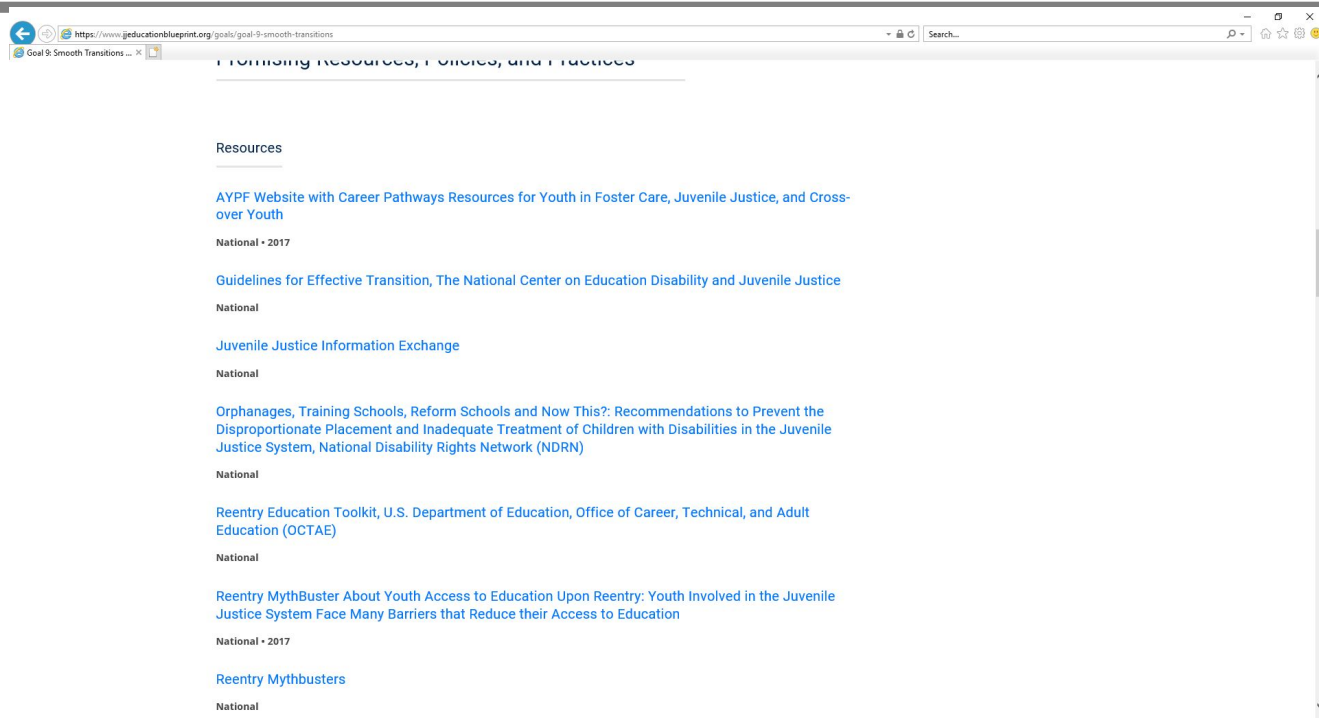 https://www.jjeducationblueprint.org/goals/goal-9-smooth-transitions
Search...
Goal 9: Smooth Transitions ...
Promising Resources, Policies, and Practices
Resources
AYPF Website with Career Pathways Resources for Youth in Foster Care, Juvenile Justice, and Cross-
over Youth
National • 2017
Guidelines for Effective Transition, The National Center on Education Disability and Juvenile Justice
National
Juvenile Justice Information Exchange
National
Orphanages, Training Schools, Reform Schools and Now This?: Recommendations to Prevent the
Disproportionate Placement and Inadequate Treatment of Children with Disabilities in the Juvenile
Justice System, National Disability Rights Network (NDRN)
National
Reentry Education Toolkit, U.S. Department of Education, Office of Career, Technical, and Adult
Education (OCTAE)
National
Reentry MythBuster About Youth Access to Education Upon Reentry: Youth Involved in the Juvenile
Justice System Face Many Barriers that Reduce their Access to Education
National • 2017
Reentry Mythbusters
National